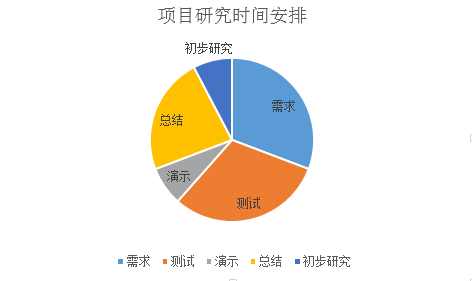 项目研究时间安排
初步研究
需求
总结
演示
测试
需求 测试 演示 总结 初步研究